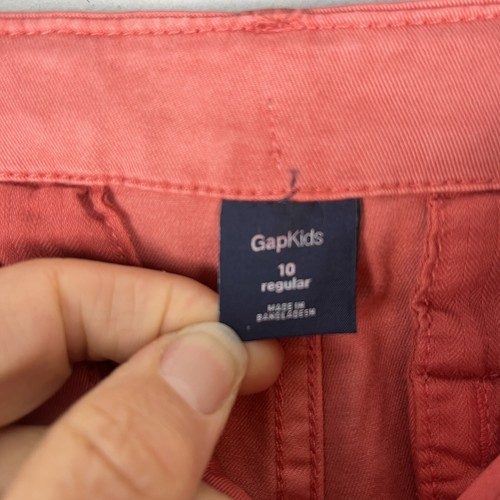 GapKids
10
regular
MADE IN
BANGLADESH